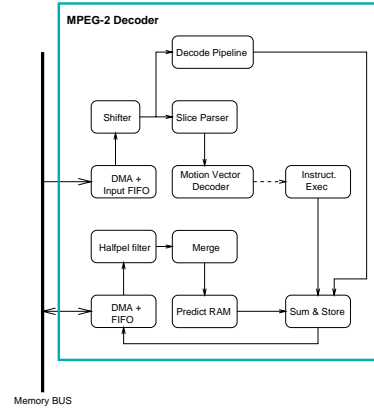 MPEG-2 Decoder
Decode Pipeline
Shifter
Slice Parser
DMA +
Input FIFO
Motion Vector
Decoder
Instruct.
Exec
Halfpel filter
Merge
DMA +
FIFO
Predict RAM
Sum & Store
Memory BUS